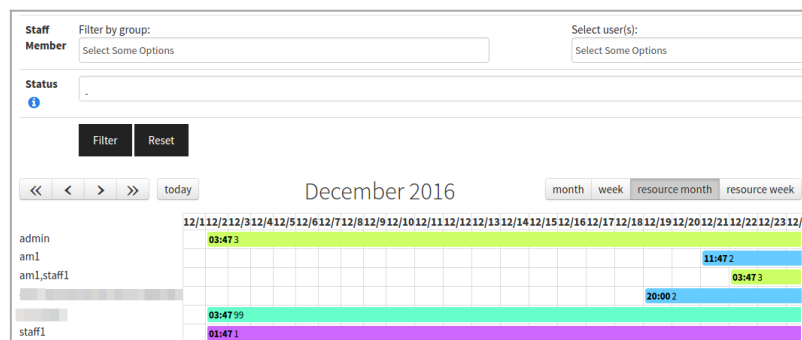 Staff Member Filter by group: Select user(s):
Select Some Options Select Some Options
Status
-
Filter Reset
today December 2016 month week resource month resource week
12/1 12/2 12/3 12/4 12/5 12/6 12/7 12/8 12/9 12/10 12/11 12/12 12/13 12/14 12/15 12/16 12/17 12/18 12/19 12/20 12/21 12/22 12/23 12/
admin 03:47 3
am1 11:47 2
am1,staff1 03:47 3
20:00 2
03:47 99
staff1 01:47 1